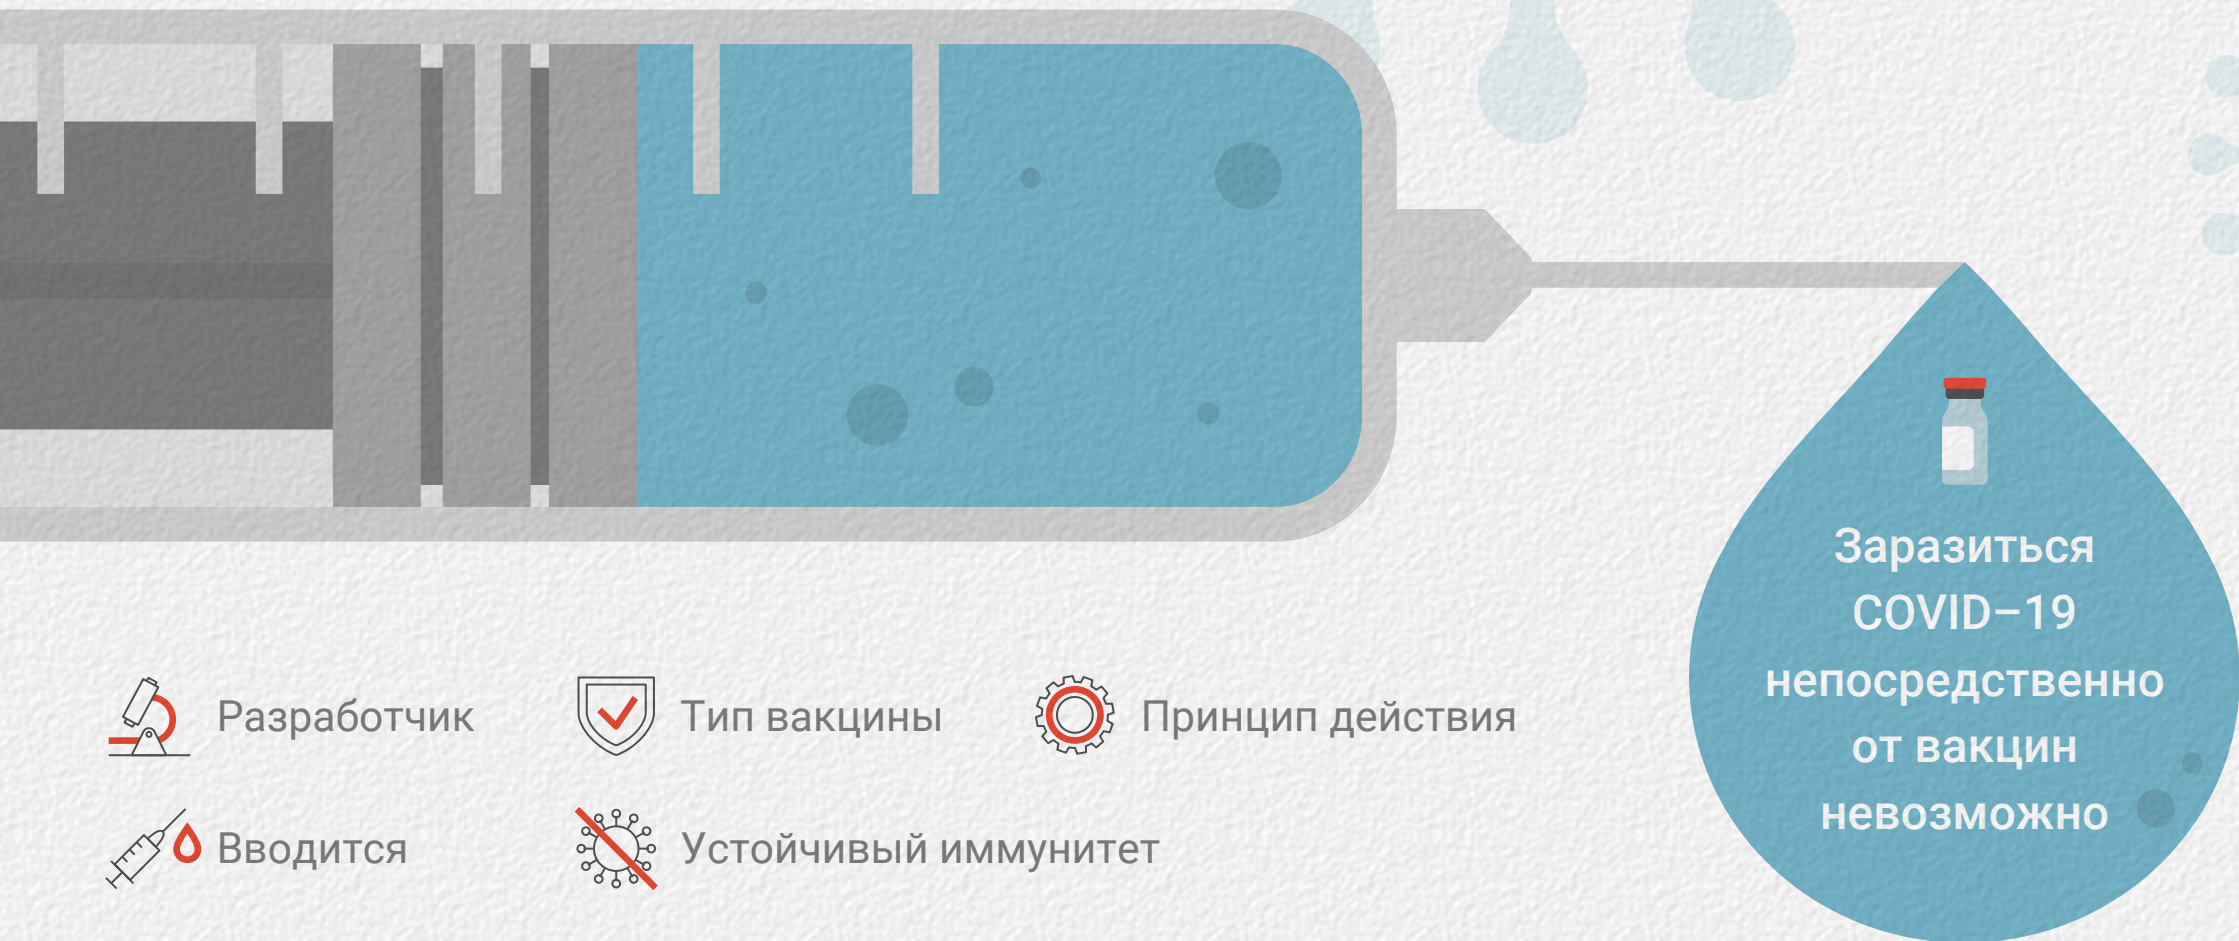 Заразиться
COVID–19
непосредственно
от вакцин
невозможно
Разработчик
Тип вакцины
Принцип действия
Вводится
Устойчивый иммунитет